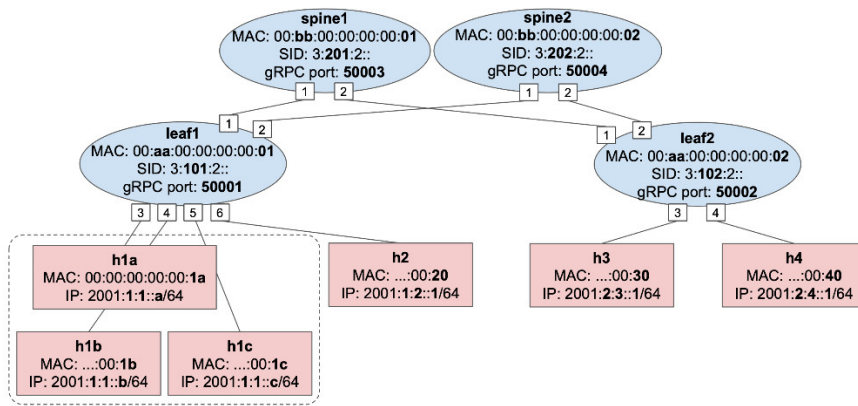 spine1
MAC: 00:bb:00:00:00:00:01
SID: 3:201:2::
gRPC port: 50003
spine2
MAC: 00:bb:00:00:00:00:02
SID: 3:202:2::
gRPC port: 50004
1
2
1
2
1
2
1
2
leaf1
MAC: 00:aa:00:00:00:00:01
SID: 3:101:2::
gRPC port: 50001
leaf2
MAC: 00:aa:00:00:00:00:02
SID: 3:102:2::
gRPC port: 50002
3
4
5
6
3
4
h1a
MAC: 00:00:00:00:00:1a
IP: 2001:1:1::a/64
h2
MAC: ...:00:20
IP: 2001:1:2::1/64
h3
MAC: ...:00:30
IP: 2001:2:3::1/64
h4
MAC: ...:00:40
IP: 2001:2:4::1/64
h1b
MAC: ...:00:1b
IP: 2001:1:1::b/64
h1c
MAC: ...:00:1c
IP: 2001:1:1::c/64